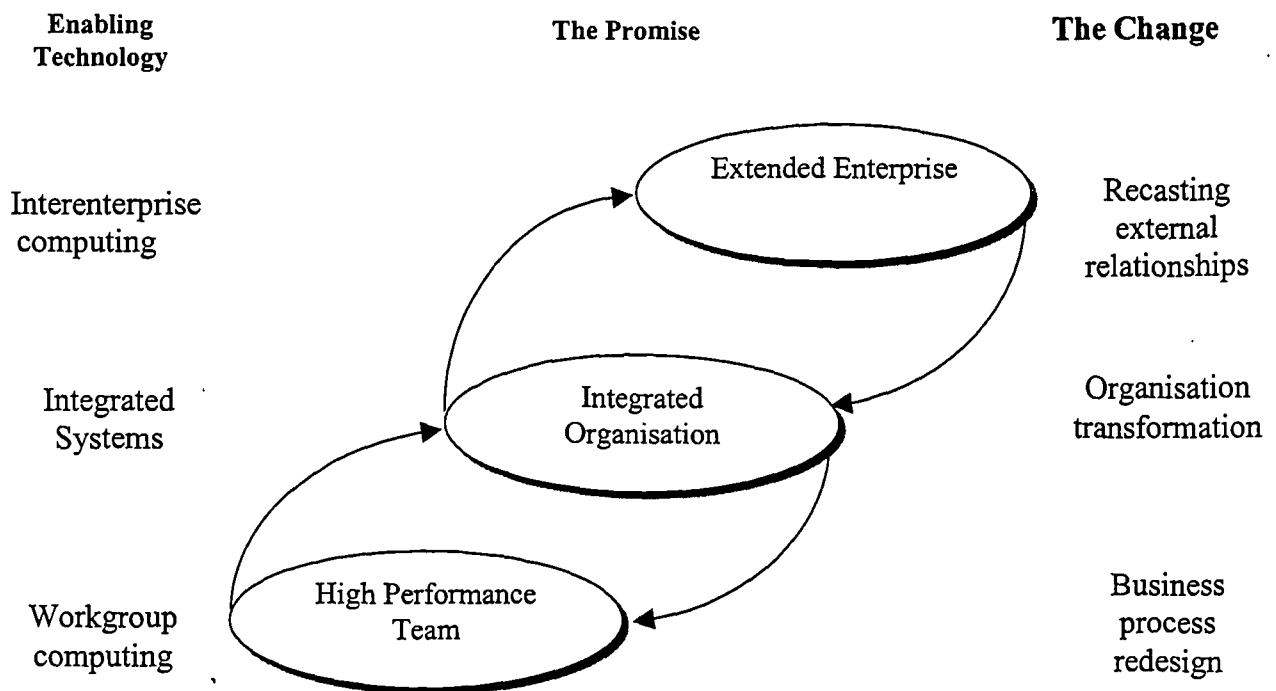 Enabling
Technology
The Promise
The Change
Extended Enterprise
Interenterprise
computing
Recasting
external
relationships
Integrated
Systems
Integrated
Organisation
Organisation
transformation
High Performance
Team
Workgroup
computing
Business
process
redesign